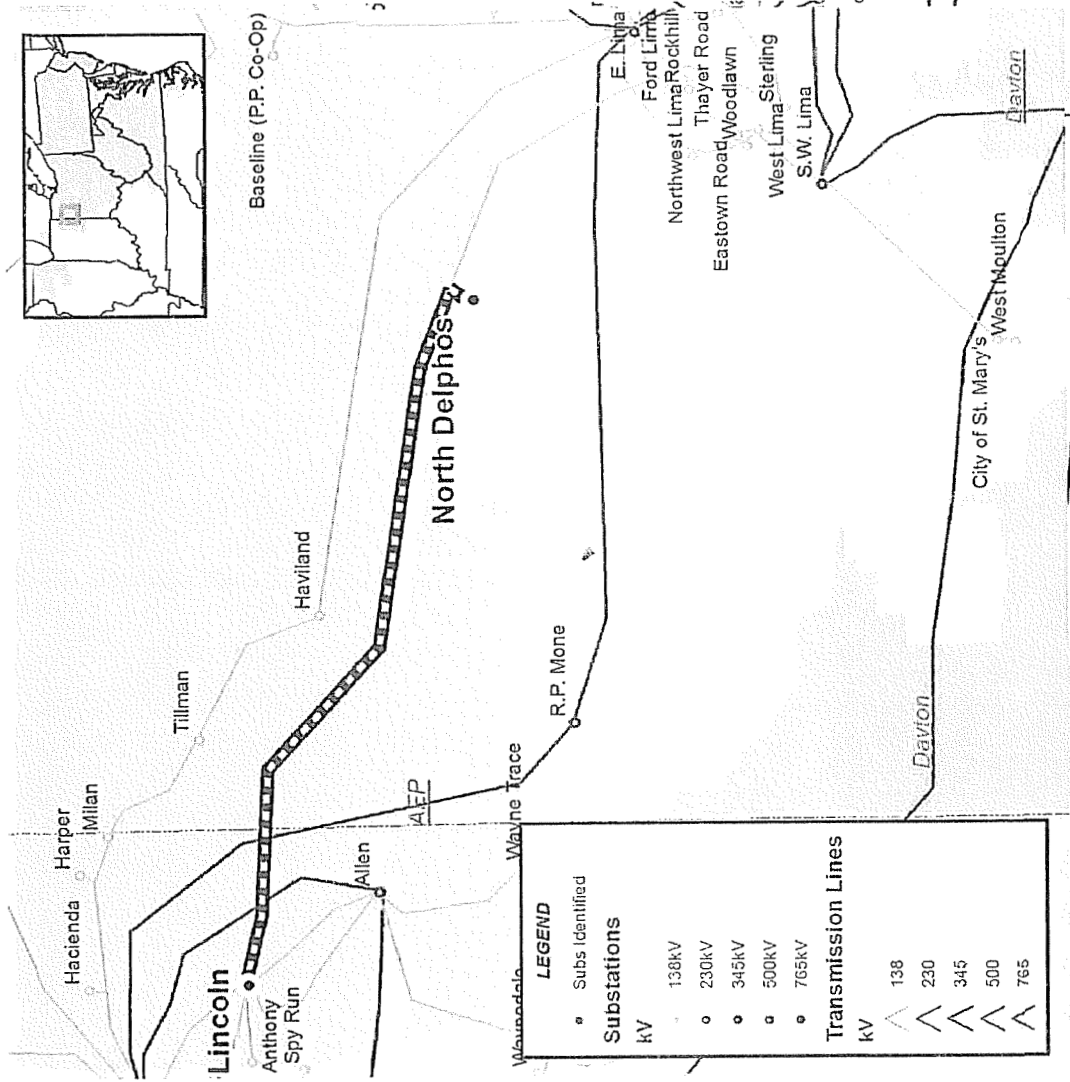 Baseline (P.P. Co-Op)
E. Lima
Ford Lima
Rockhill
Northwest Lima
Thayer Road
Woodlawn
Eastown Road
Sterling
West Lima
S.W. Lima
Dayton
North Delphos
Haviland
Tillman
Harper
Milan
Hacienda
R.P. Mone
AEP
Wayne Trace
Allen
Lincoln
Anthony
Spy Run
West Moulton
City of St. Mary's
Dayton
Waynedale
LEGEND
Subs Identified
Substations
kV
138kV
230kV
345kV
500kV
765kV
Transmission Lines
kV
138
230
345
500
765